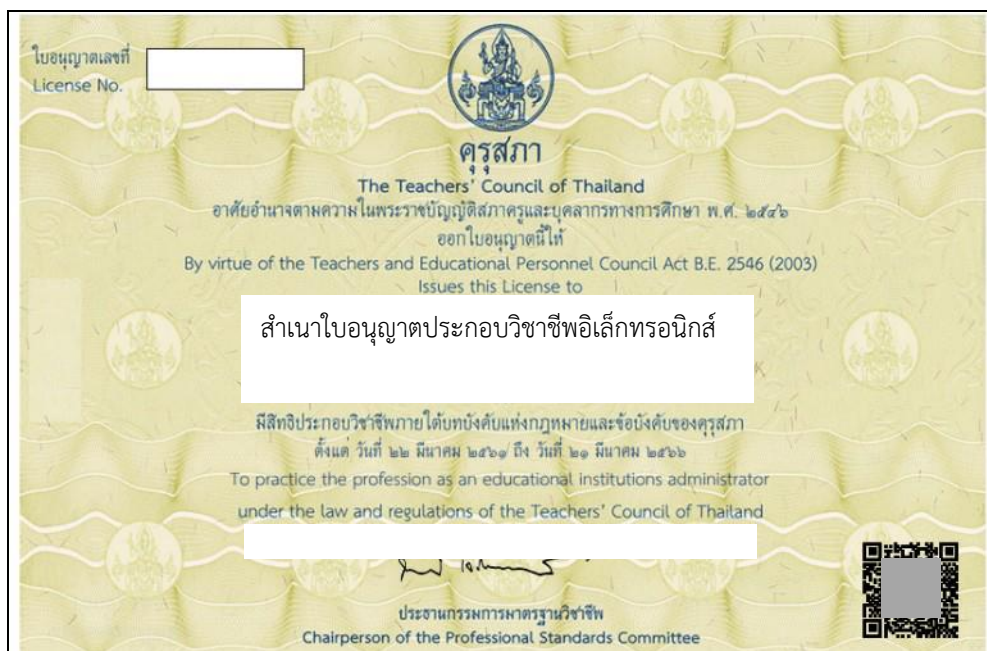 ใบอนุญาตเลขที่
License No.
คุรุสภา
The Teachers' Council of Thailand
อาศัยอำนาจตามความในพระราชบัญญัติสภาครูและบุคลากรทางการศึกษา พ.ศ. ๒๕๔๖
ออกใบอนุญาตนี้ให้
By virtue of the Teachers and Educational Personnel Council Act B.E. 2546 (2003)
Issues this License to
สำเนาใบอนุญาตประกอบวิชาชีพอิเล็กทรอนิกส์
มีสิทธิประกอบวิชาชีพภายใต้บทบังคับแห่งกฎหมายและข้อบังคับของคุรุสภา
ตั้งแต่ วันที่ ๒๒ มีนาคม ๒๕๖๑ ถึง วันที่ ๒๑ มีนาคม ๒๕๖๖
To practice the profession as an educational institutions administrator
under the law and regulations of the Teachers' Council of Thailand
ประธานกรรมการมาตรฐานวิชาชีพ
Chairperson of the Professional Standards Committee